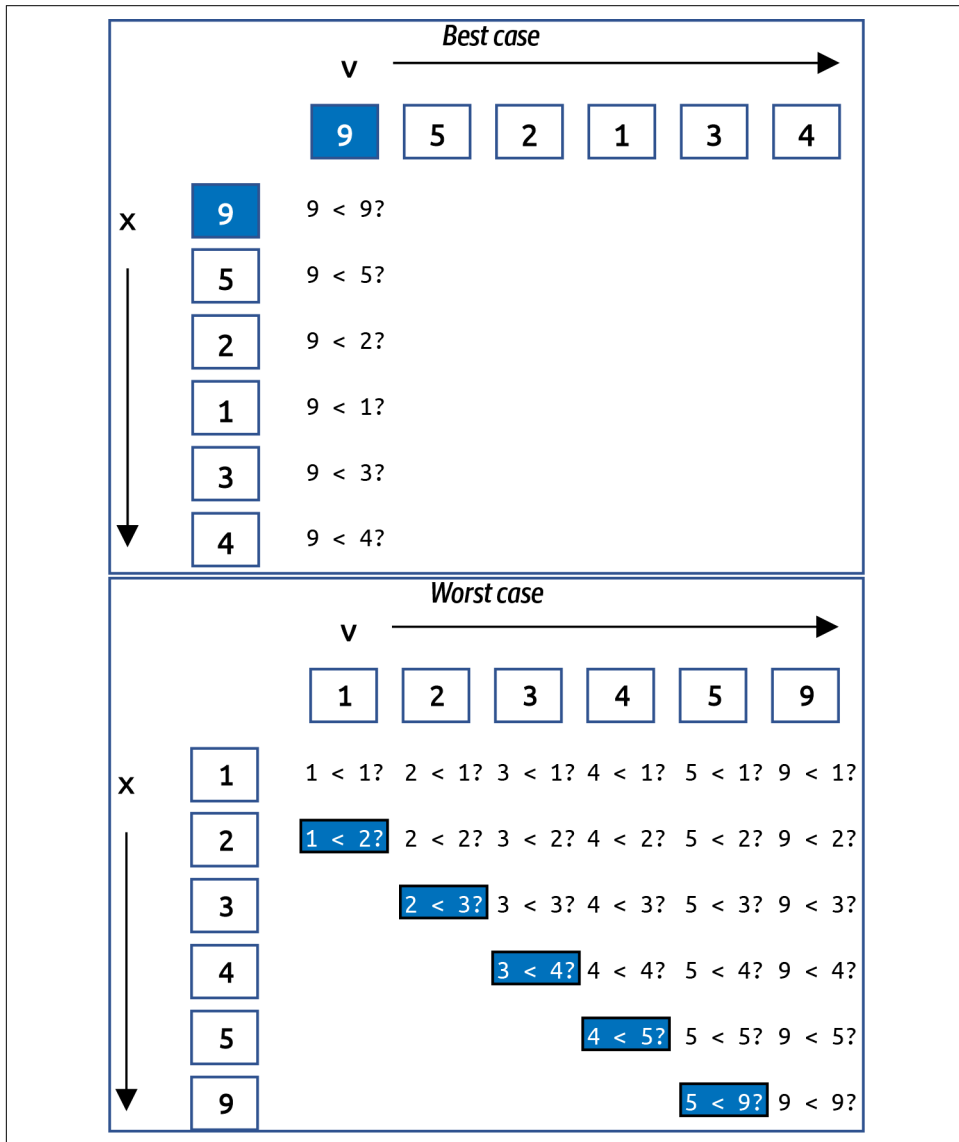 Best case
v
9 5 2 1 3 4
x 9 9 < 9?
5 9 < 5?
2 9 < 2?
1 9 < 1?
3 9 < 3?
4 9 < 4?
Worst case
v
1 2 3 4 5 9
x 1 1 < 1? 2 < 1? 3 < 1? 4 < 1? 5 < 1? 9 < 1?
2 1 < 2? 2 < 2? 3 < 2? 4 < 2? 5 < 2? 9 < 2?
3 2 < 3? 3 < 3? 4 < 3? 5 < 3? 9 < 3?
4 3 < 4? 4 < 4? 5 < 4? 9 < 4?
5 4 < 5? 5 < 5? 9 < 5?
9 5 < 9? 9 < 9?